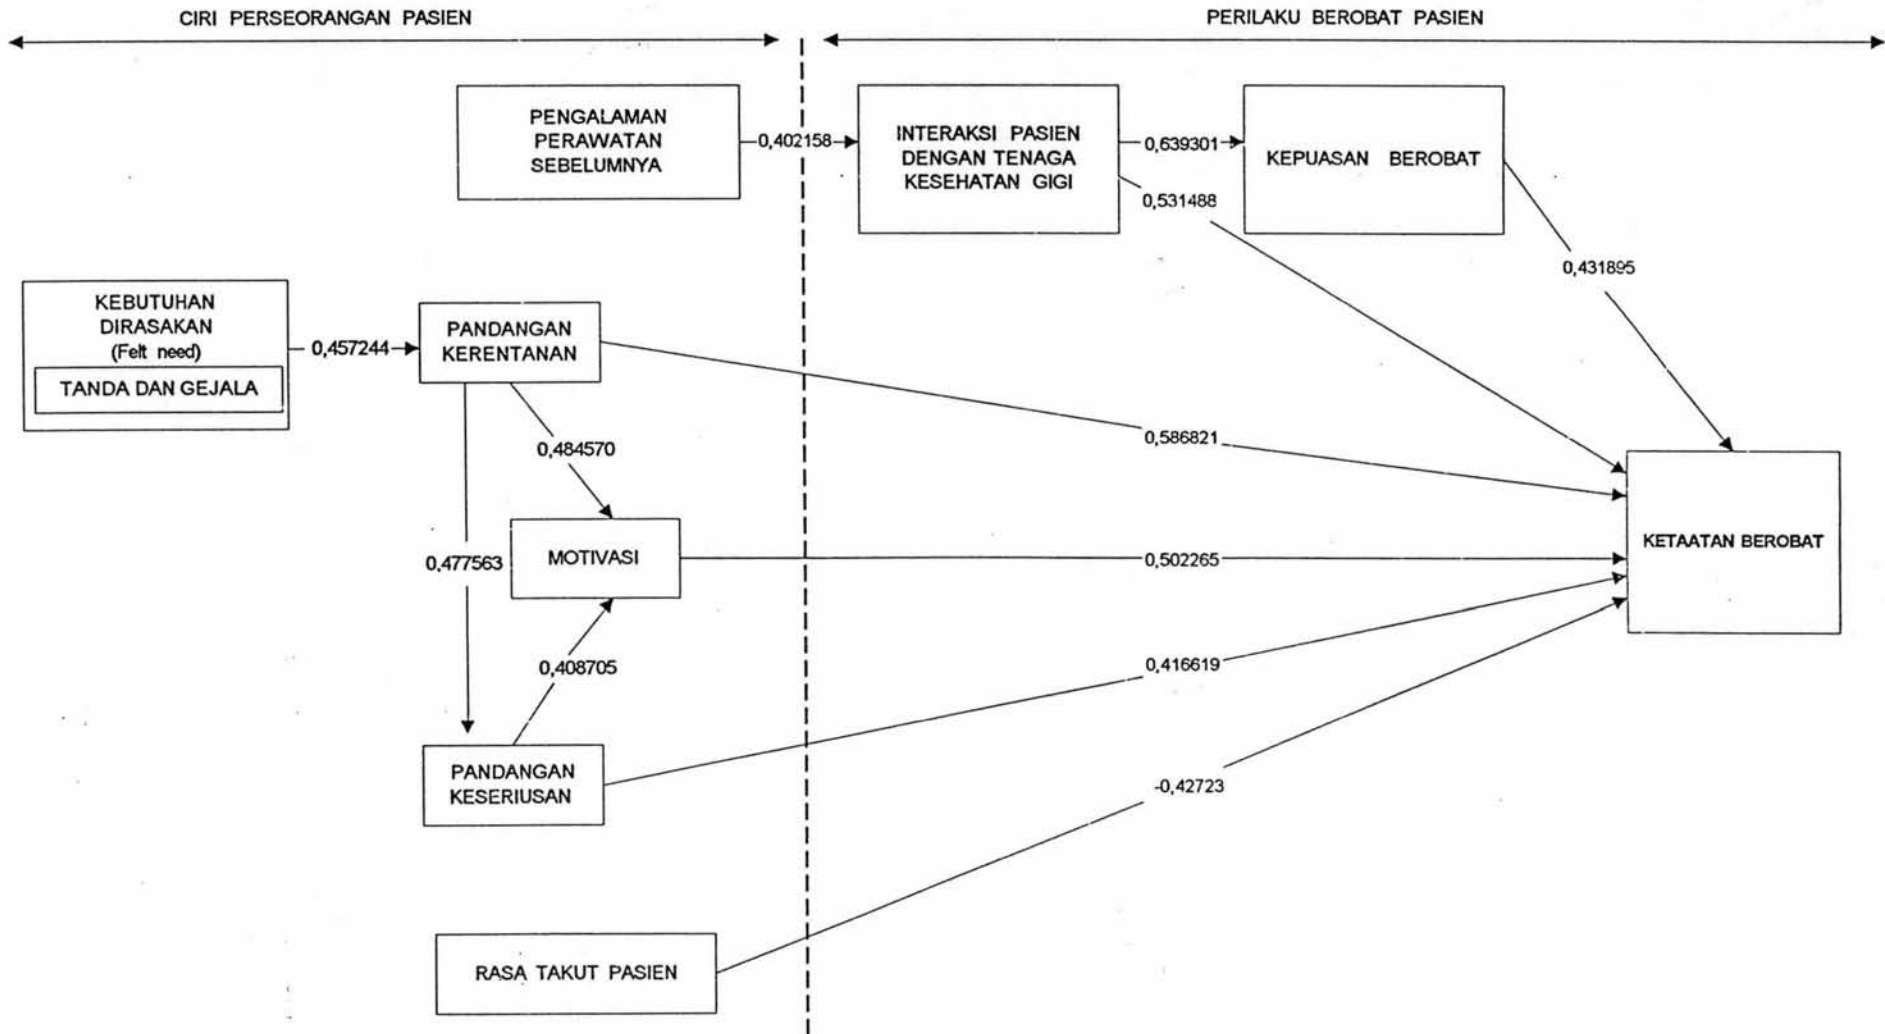 CIRI PERSEORANGAN PASIEN
PERILAKU BEROBAT PASIEN
PENGALAMAN
PERAWATAN
SEBELUMNYA
0,402158
INTERAKSI PASIEN
DENGAN TENAGA
KESEHATAN GIGI
0,639301
0,531488
KEPUASAN BEROBAT
0,431895
KEBUTUHAN
DIRASAKAN
(Felt need)
TANDA DAN GEJALA
0,457244
PANDANGAN
KERENTANAN
0,586821
0,484570
0,477563
MOTIVASI
0,502265
KETAATAN BEROBAT
0,408705
0,416619
PANDANGAN
KESERIUSAN
-0,42723
RASA TAKUT PASIEN